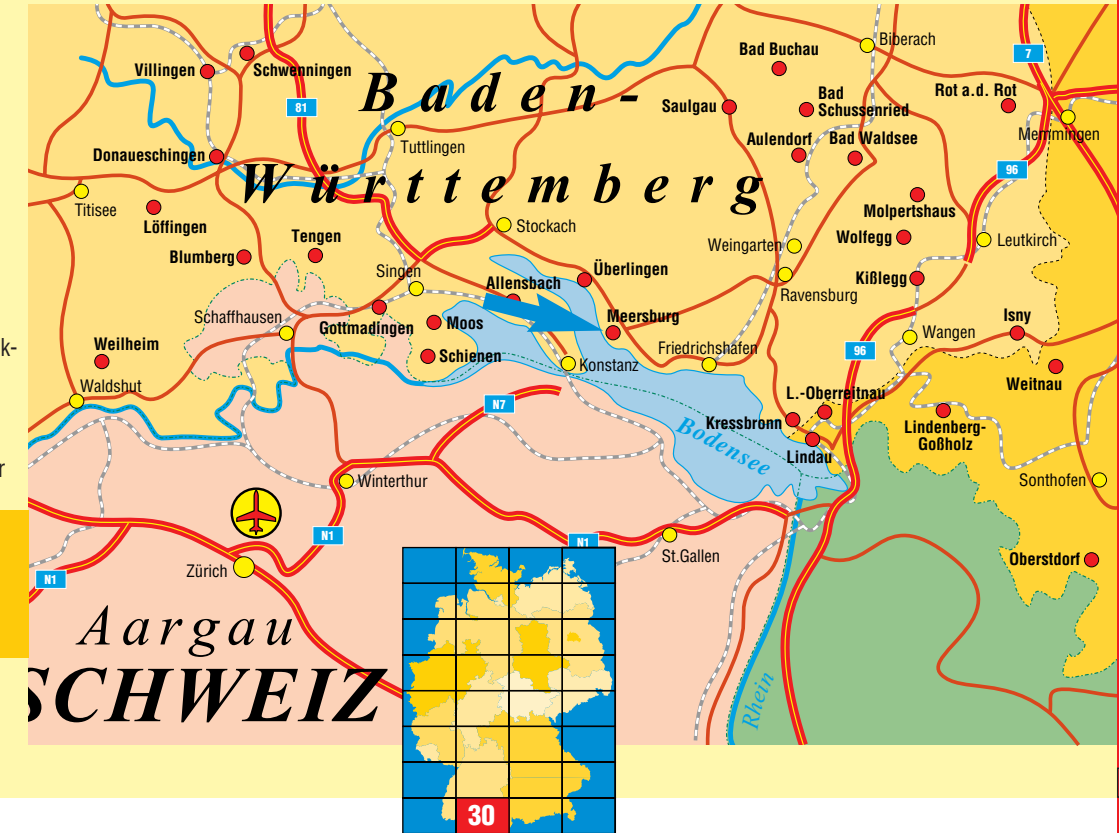 Bad Buchau
Biberach
Villingen
Schwenningen
7
81
Baden-
Saulgau
Bad
Schussenried
Rot a.d. Rot
Memmingen
Tuttlingen
Aulendorf
Bad Waldsee
Donaueschingen
96
Württemberg
Titisee
Löffingen
Molpertshaus
Tengen
Stockach
Weingarten
Wolfegg
Leutkirch
Blumberg
Singen
Allensbach
Überlingen
Kißlegg
Ravensburg
Schaffhausen
Gottmadingen
Moos
Meersburg
Isny
Wangen
k-
Weilheim
Schienen
Konstanz
Friedrichshafen
96
Weitnau
Waldshut
L.-Oberreitnau
N7
Kressbronn
Bodensee
Lindau
Lindenberg-
Goßholz
r
Winterthur
Sonthofen
N1
N1
St.Gallen
Oberstdorf
Zürich
N1
Aargau
SCHWEIZ
Rhein
30